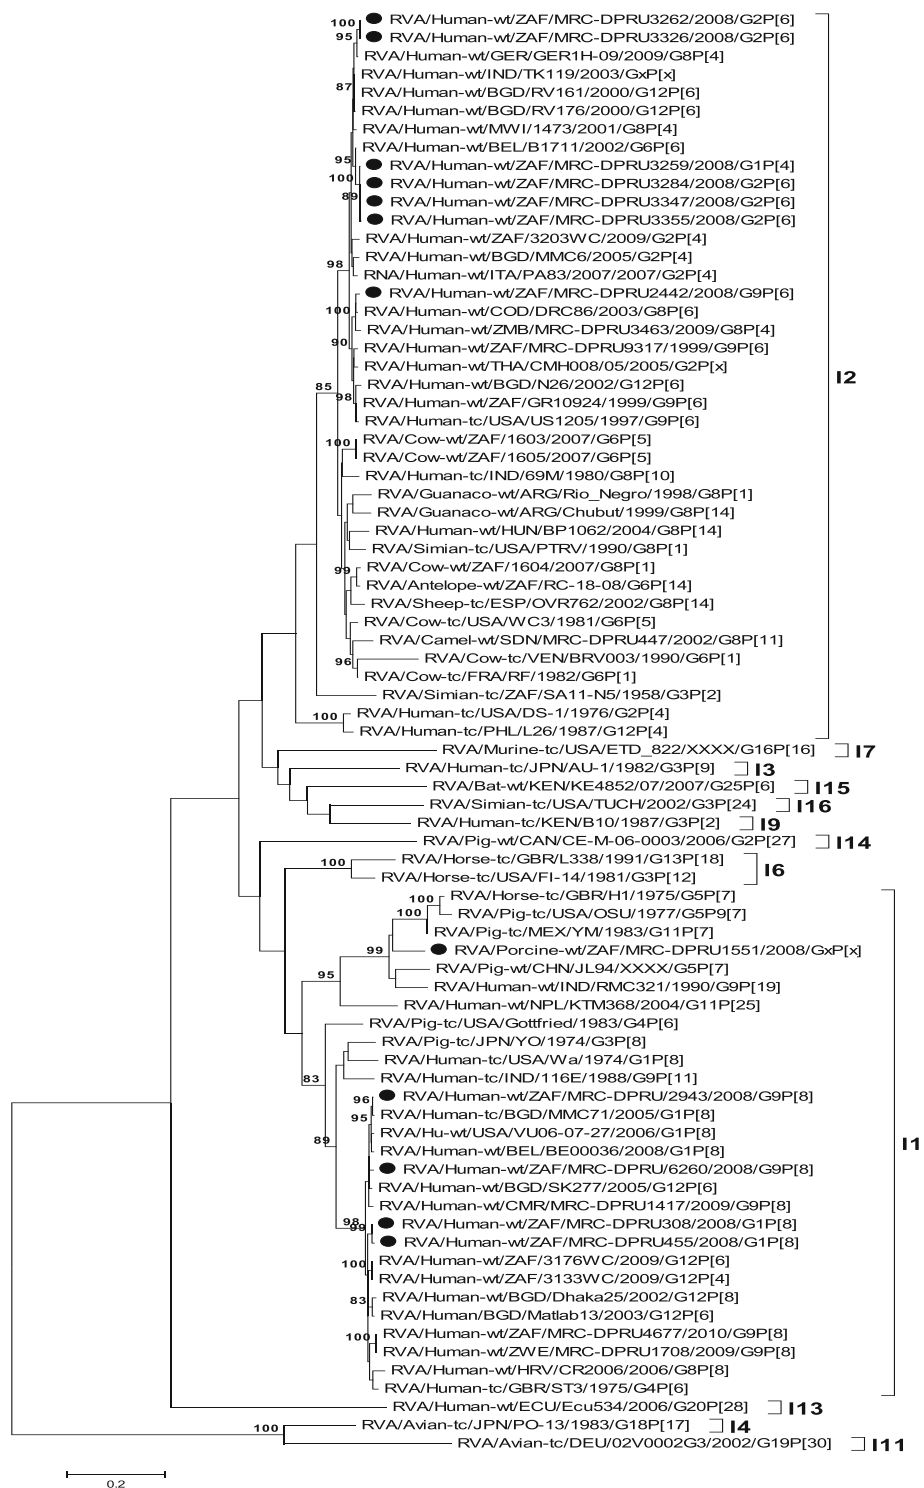 100
RVA/Human-wt/ZAF/MRC-DPRU3262/2008/G2P[6]
95
RVA/Human-wt/ZAF/MRC-DPRU3326/2008/G2P[6]
RVA/Human-wt/GER/GER1H-09/2009/G8P[4]
RVA/Human-wt/IND/TK119/2003/GxP[x]
87
RVA/Human-wt/BGD/RV161/2000/G12P[6]
RVA/Human-wt/BGD/RV176/2000/G12P[6]
RVA/Human-wt/MWI/1473/2001/G8P[4]
RVA/Human-wt/BEL/B1711/2002/G6P[6]
95
RVA/Human-wt/ZAF/MRC-DPRU3259/2008/G1P[4]
100
RVA/Human-wt/ZAF/MRC-DPRU3284/2008/G2P[6]
89
RVA/Human-wt/ZAF/MRC-DPRU3347/2008/G2P[6]
RVA/Human-wt/ZAF/MRC-DPRU3355/2008/G2P[6]
RVA/Human-wt/ZAF/3203WC/2009/G2P[4]
98
RVA/Human-wt/BGD/MMC6/2005/G2P[4]
RNA/Human-wt/ITA/PA83/2007/2007/G2P[4]
RVA/Human-wt/ZAF/MRC-DPRU2442/2008/G9P[6]
100
RVA/Human-wt/COD/DRC86/2003/G8P[6]
RVA/Human-wt/ZMB/MRC-DPRU3463/2009/G8P[4]
90
RVA/Human-wt/ZAF/MRC-DPRU9317/1999/G9P[6]
RVA/Human-wt/THA/CMH008/05/2005/G2P[x]
I2
85
RVA/Human-wt/BGD/N26/2002/G12P[6]
98
RVA/Human-wt/ZAF/GR10924/1999/G9P[6]
RVA/Human-tc/USA/US1205/1997/G9P[6]
100
RVA/Cow-wt/ZAF/1603/2007/G6P[5]
RVA/Cow-wt/ZAF/1605/2007/G6P[5]
RVA/Human-tc/IND/69M/1980/G8P[10]
RVA/Guanaco-wt/ARG/Rio_Negro/1998/G8P[1]
RVA/Guanaco-wt/ARG/Chubut/1999/G8P[14]
RVA/Human-wt/HUN/BP1062/2004/G8P[14]
RVA/Simian-tc/USA/PTRV/1990/G8P[1]
99
RVA/Cow-wt/ZAF/1604/2007/G8P[1]
RVA/Antelope-wt/ZAF/RC-18-08/G6P[14]
RVA/Sheep-tc/ESP/OVR762/2002/G8P[14]
RVA/Cow-tc/USA/WC3/1981/G6P[5]
RVA/Camel-wt/SDN/MRC-DPRU447/2002/G8P[11]
96
RVA/Cow-tc/VEN/BRV003/1990/G6P[1]
RVA/Cow-tc/FRA/RF/1982/G6P[1]
RVA/Simian-tc/ZAF/SA11-N5/1958/G3P[2]
100
RVA/Human-tc/USA/DS-1/1976/G2P[4]
RVA/Human-tc/PHL/L26/1987/G12P[4]
RVA/Murine-tc/USA/ETD_822/XXXX/G16P[16]
I7
RVA/Human-tc/JPN/AU-1/1982/G3P[9]
I3
RVA/Bat-wt/KEN/KE4852/07/2007/G25P[6]
I15
RVA/Simian-tc/USA/TUCH/2002/G3P[24]
I16
RVA/Human-tc/KEN/B10/1987/G3P[2]
I9
RVA/Pig-wt/CAN/CE-M-06-0003/2006/G2P[27]
I14
100
RVA/Horse-tc/GBR/L338/1991/G13P[18]
I6
RVA/Horse-tc/USA/FI-14/1981/G3P[12]
RVA/Horse-tc/GBR/H1/1975/G5P[7]
100
100
RVA/Pig-tc/USA/OSU/1977/G5P9[7]
RVA/Pig-tc/MEX/YM/1983/G11P[7]
99
RVA/Porcine-wt/ZAF/MRC-DPRU1551/2008/GxP[x]
RVA/Pig-wt/CHN/JL94/XXXX/G5P[7]
95
RVA/Human-wt/IND/RMC321/1990/G9P[19]
RVA/Human-wt/NPL/KTM368/2004/G11P[25]
RVA/Pig-tc/USA/Gottfried/1983/G4P[6]
RVA/Pig-tc/JPN/YO/1974/G3P[8]
RVA/Human-tc/USA/Wa/1974/G1P[8]
83
RVA/Human-tc/IND/116E/1988/G9P[11]
96
RVA/Human-wt/ZAF/MRC-DPRU/2943/2008/G9P[8]
95
RVA/Human-tc/BGD/MMC71/2005/G1P[8]
RVA/Hu-wt/USA/VU06-07-27/2006/G1P[8]
89
I1
RVA/Human-wt/BEL/BE00036/2008/G1P[8]
RVA/Human-wt/ZAF/MRC-DPRU/6260/2008/G9P[8]
RVA/Human-wt/BGD/SK277/2005/G12P[6]
RVA/Human-wt/CMR/MRC-DPRU1417/2009/G9P[8]
98
99
RVA/Human-wt/ZAF/MRC-DPRU308/2008/G1P[8]
RVA/Human-wt/ZAF/MRC-DPRU455/2008/G1P[8]
100
RVA/Human-wt/ZAF/3176WC/2009/G12P[6]
RVA/Human-wt/ZAF/3133WC/2009/G12P[4]
83
RVA/Human-wt/BGD/Dhaka25/2002/G12P[8]
RVA/Human/BGD/Matlab13/2003/G12P[6]
100
RVA/Human-wt/ZAF/MRC-DPRU4677/2010/G9P[8]
RVA/Human-wt/ZWE/MRC-DPRU1708/2009/G9P[8]
RVA/Human-wt/HRV/CR2006/2006/G8P[8]
RVA/Human-tc/GBR/ST3/1975/G4P[6]
RVA/Human-wt/ECU/Ecu534/2006/G20P[28]
I13
100
RVA/Avian-tc/JPN/PO-13/1983/G18P[17]
I4
RVA/Avian-tc/DEU/02V0002G3/2002/G19P[30]
I11
0.2